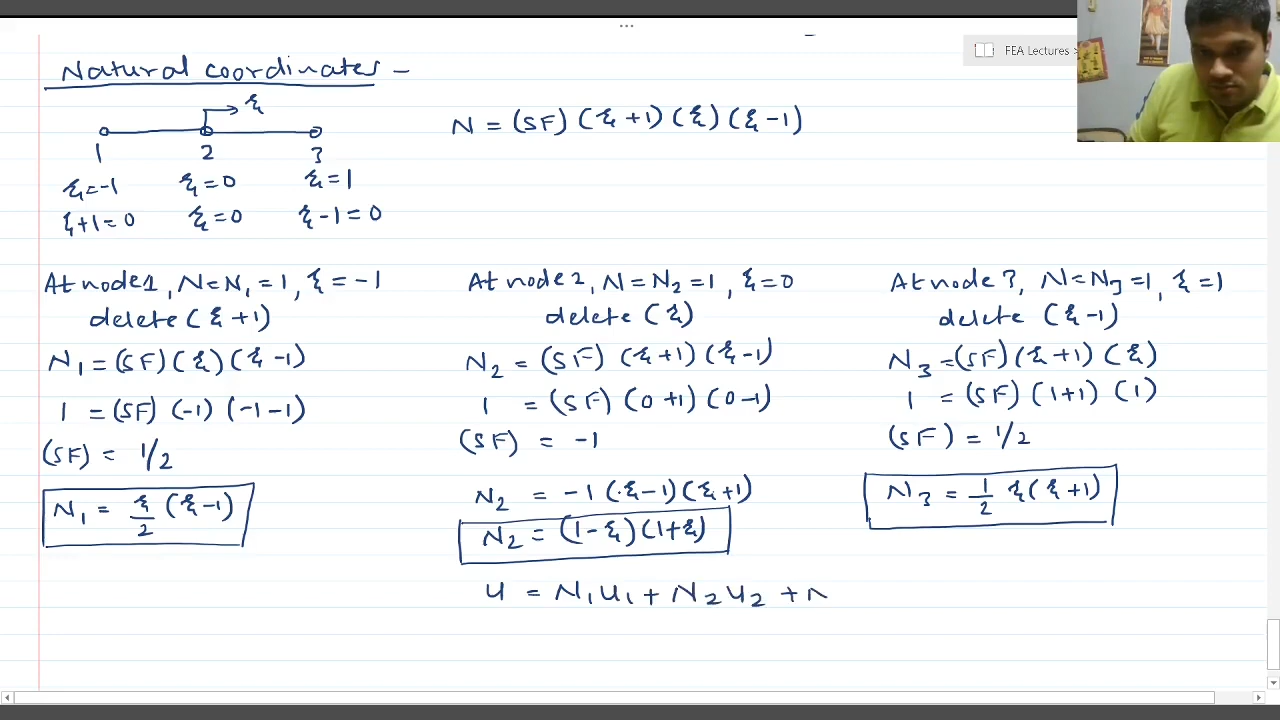 FEA Lectures >
Natural coordinates -
ξ
1 2 3
ξ=-1 ξ=0 ξ=1
ξ+1=0 ξ=0 ξ-1=0
N = (SF) (ξ+1) (ξ) (ξ-1)
At node1, N=N₁=1, ξ=-1
delete (ξ+1)
N₁ = (SF) (ξ) (ξ-1)
1 = (SF) (-1) (-1-1)
(SF) = 1/2
N₁ = ξ/2 (ξ-1)
At node 2, N=N₂=1, ξ=0
delete (ξ)
N₂ = (SF) (ξ+1) (ξ-1)
1 = (SF) (0+1) (0-1)
(SF) = -1
N₂ = -1 (ξ-1) (ξ+1)
N₂ = (1-ξ) (1+ξ)
At node 3, N=N₃=1, ξ=1
delete (ξ-1)
N₃ = (SF) (ξ+1) (ξ)
1 = (SF) (1+1) (1)
(SF) = 1/2
N₃ = 1/2 ξ(ξ+1)
u = N₁u₁ + N₂u₂ +